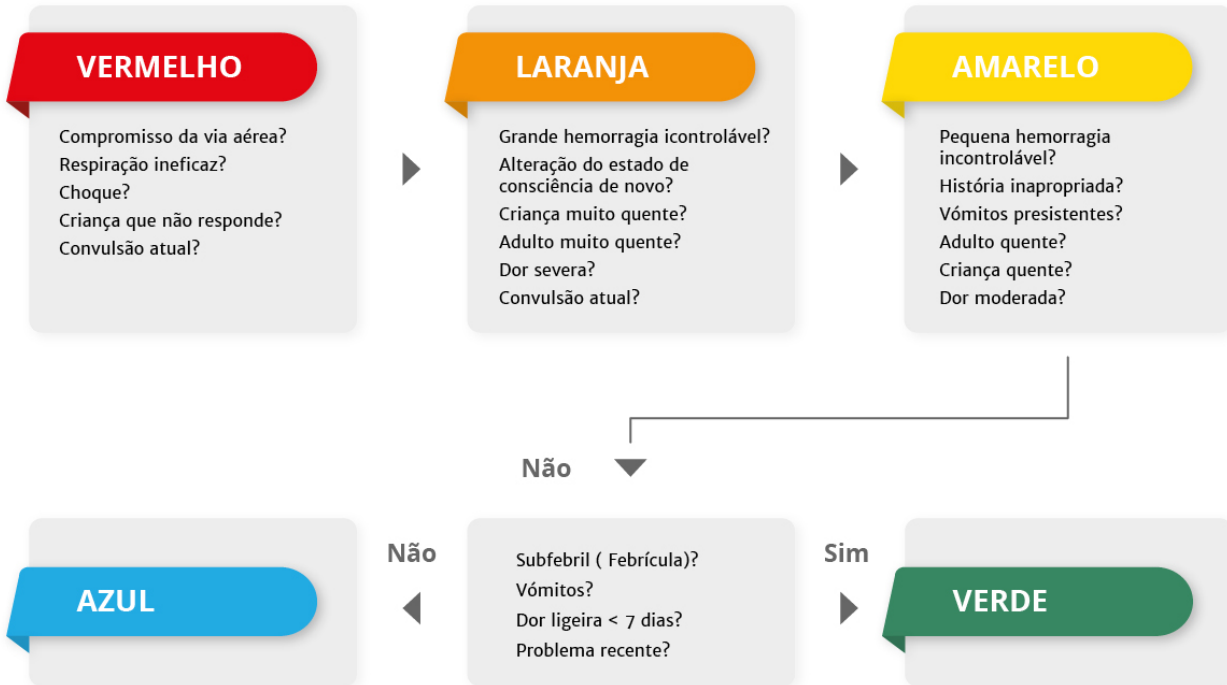 VERMELHO
Compromisso da via aérea?
Respiração ineficaz?
Choque?
Criança que não responde?
Convulsão atual?
LARANJA
Grande hemorragia icontrolável?
Alteração do estado de
consciência de novo?
Criança muito quente?
Adulto muito quente?
Dor severa?
Convulsão atual?
AMARELO
Pequena hemorragia
incontrolável?
História inapropriada?
Vómitos presistentes?
Adulto quente?
Criança quente?
Dor moderada?
Não
AZUL
Não
Subfebril ( Febrícula)?
Vómitos?
Dor ligeira < 7 dias?
Problema recente?
Sim
VERDE